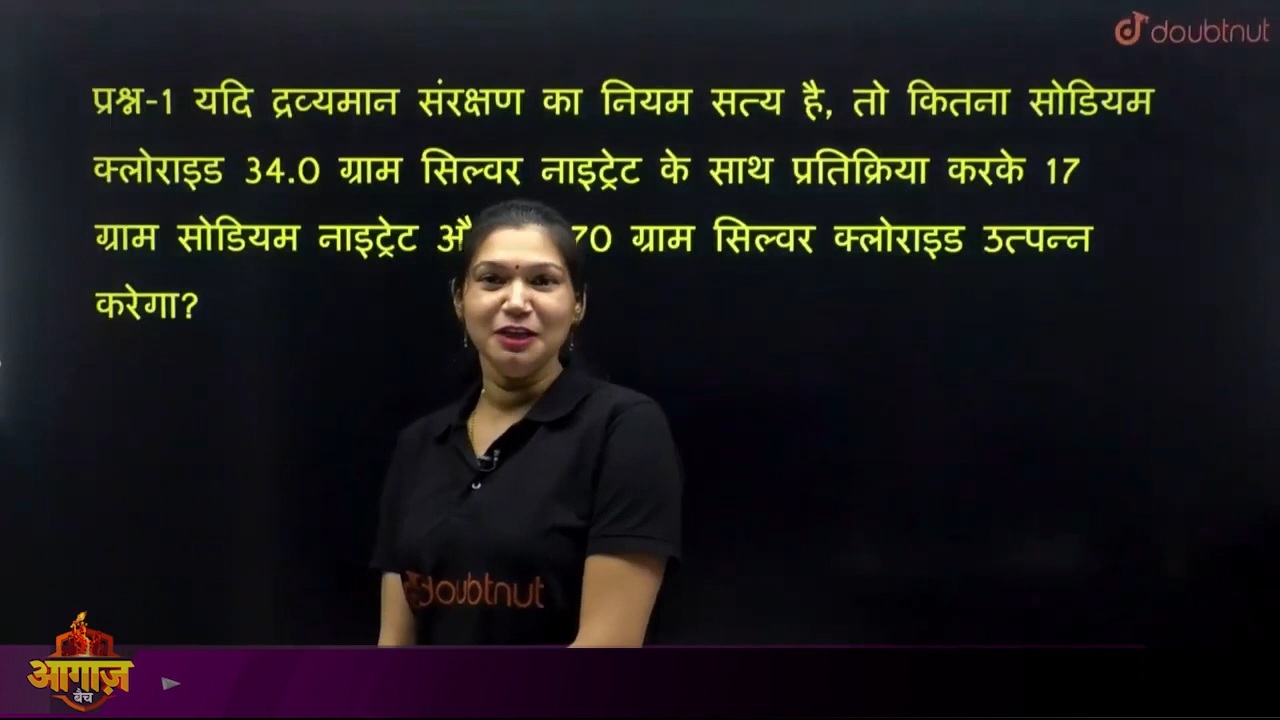 doubtnut
प्रश्न-1 यदि द्रव्यमान संरक्षण का नियम सत्य है, तो कितना सोडियम
क्लोराइड 34.0 ग्राम सिल्वर नाइट्रेट के साथ प्रतिक्रिया करके 17
ग्राम सोडियम नाइट्रेट 70 ग्राम सिल्वर क्लोराइड उत्पन्न
करेगा?
doubtnut
आगाज़
बैच